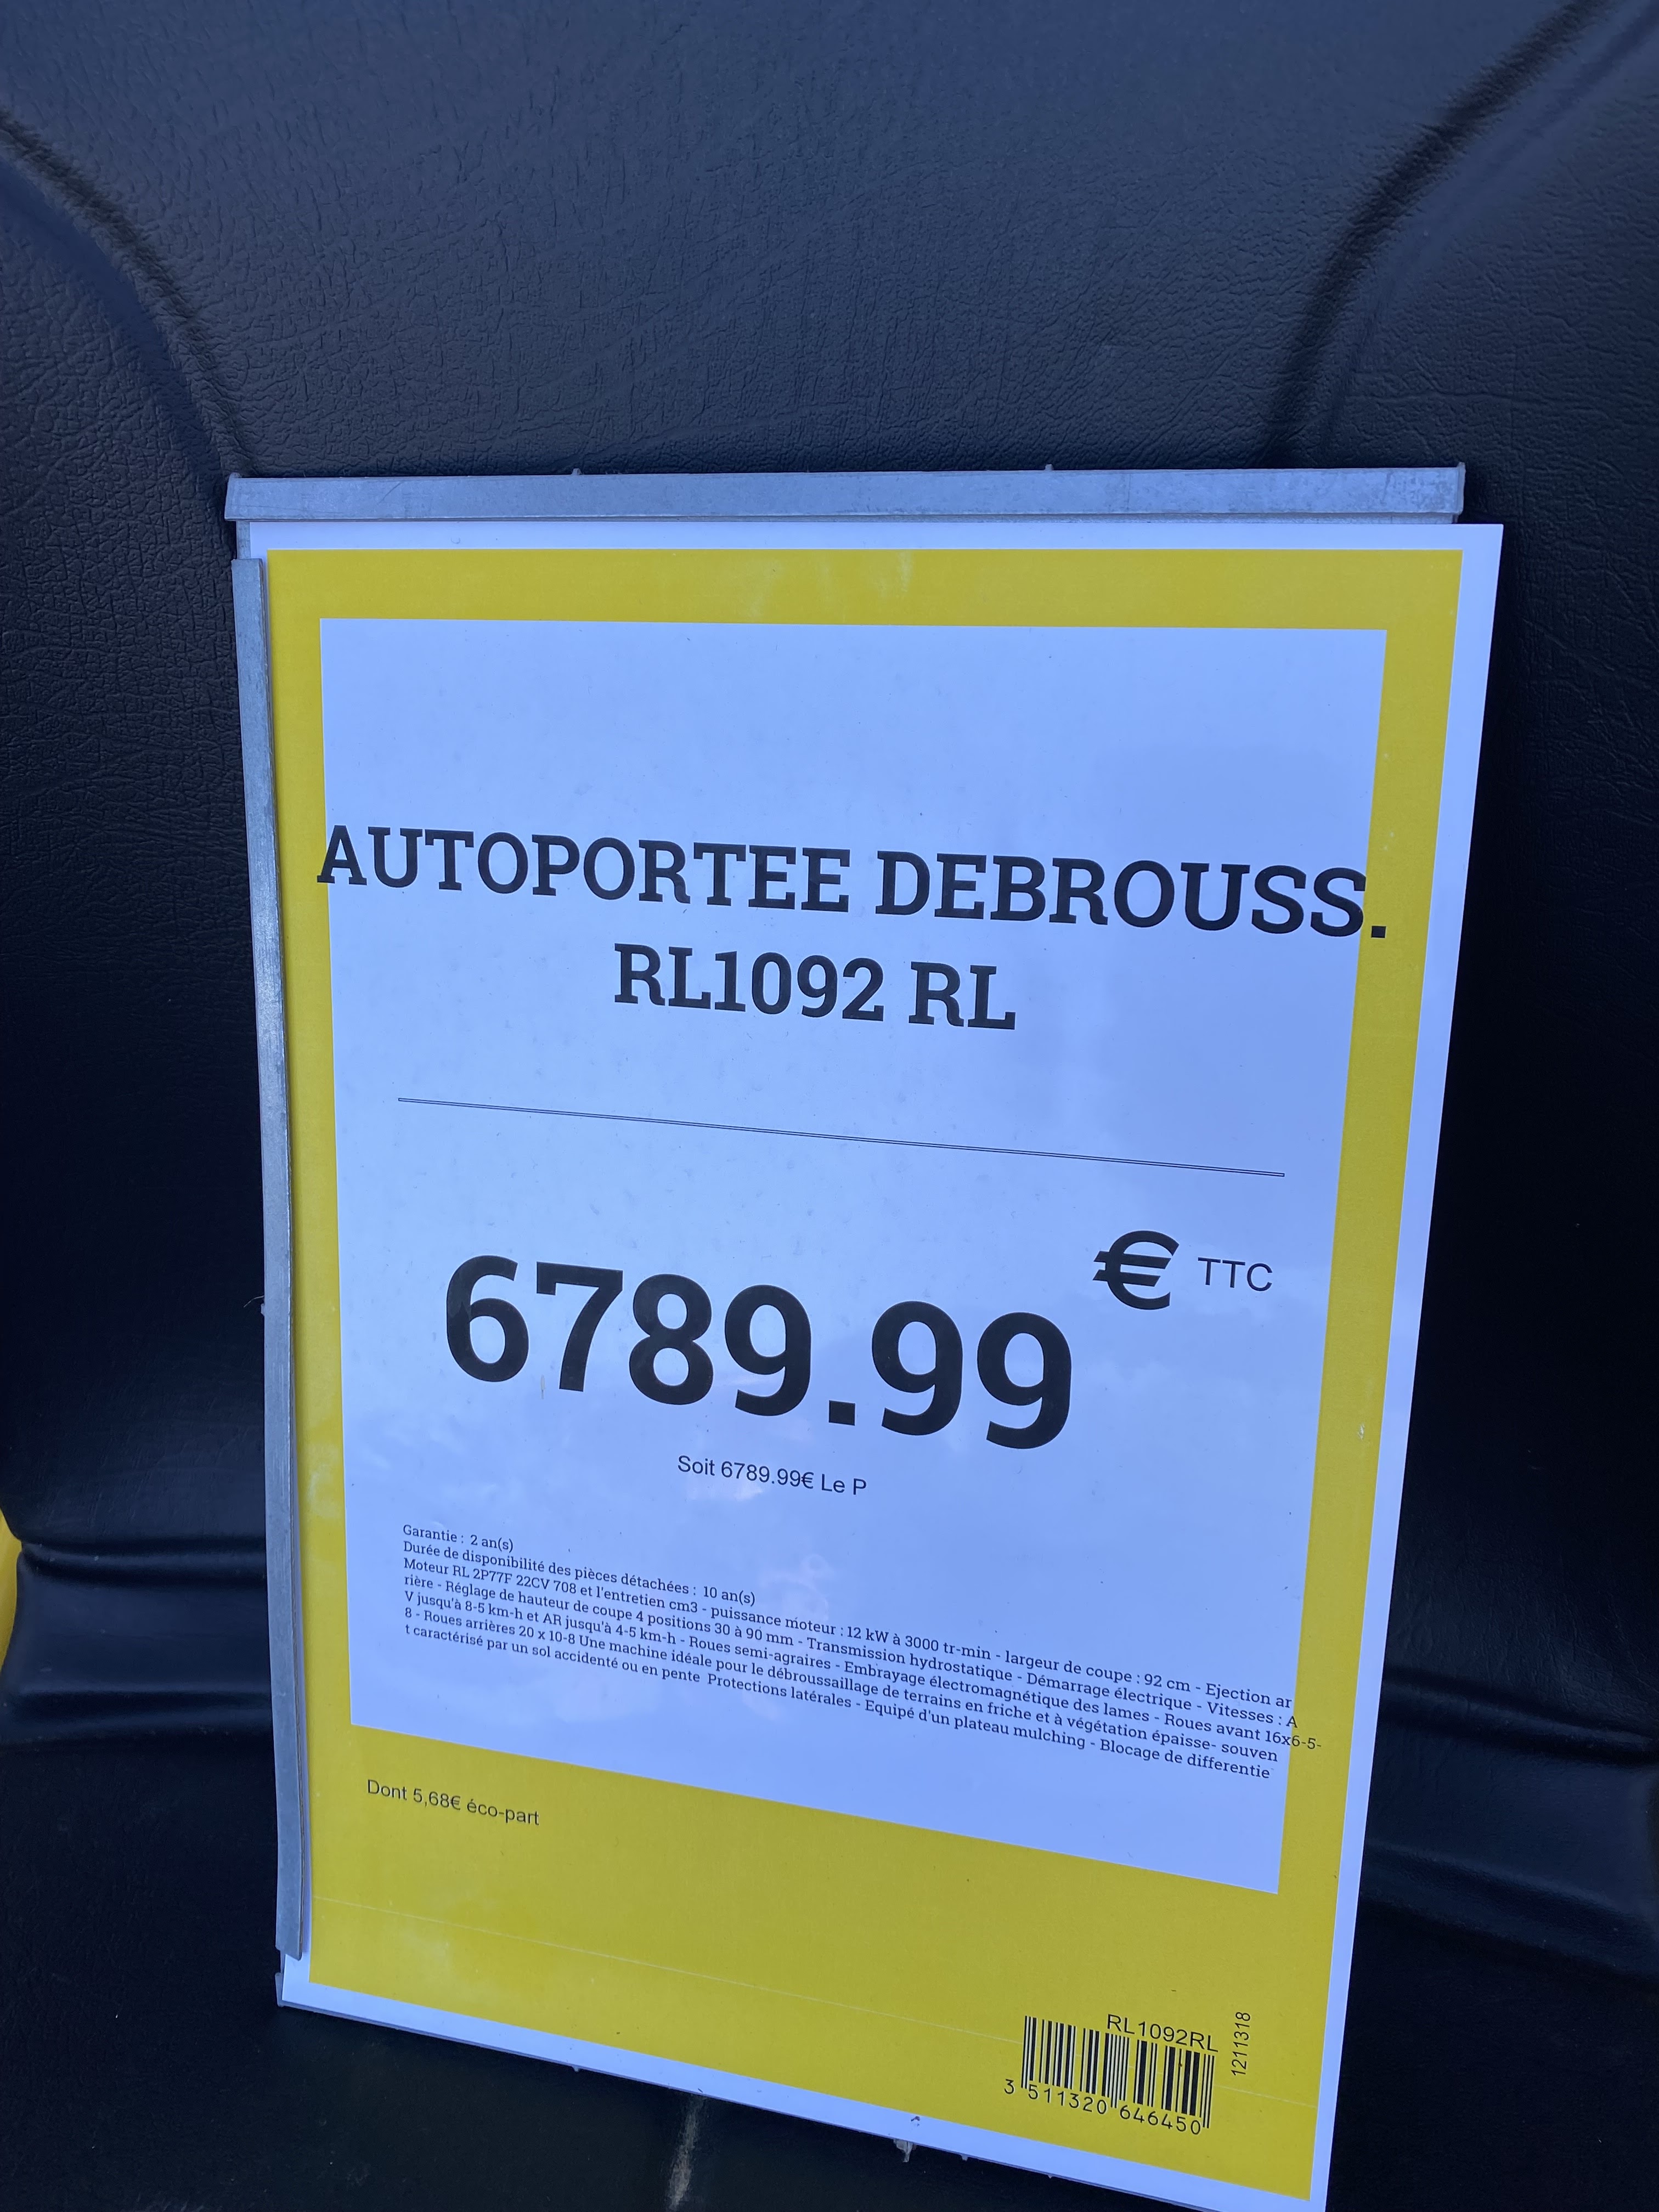 AUTOPORTEE DEBROUSS.
RL1092 RL
6789.99 € TTC
Soit 6789.99€ Le P
Garantie : 2 an(s)
Durée de disponibilité des pièces détachées : 10 an(s)
Moteur RL 2P77F 22CV 708 et l'entretien cm3 - puissance moteur : 12 kW à 3000 tr-min - largeur de coupe : 92 cm - Ejection ar
rière - Réglage de hauteur de coupe 4 positions 30 à 90 mm - Transmission hydrostatique - Démarrage électrique - Vitesses : A
V jusqu'à 8-5 km-h et AR jusqu'à 4-5 km-h - Roues semi-agraires - Embrayage électromagnétique des lames - Roues avant 16x6-5-
8 - Roues arrières 20 x 10-8 Une machine idéale pour le débroussaillage de terrains en friche et à végétation épaisse- souven
t caractérisé par un sol accidenté ou en pente Protections latérales - Equipé d'un plateau mulching - Blocage de differentie
Dont 5,68€ éco-part
RL1092RL
1211318
3 511320 646450